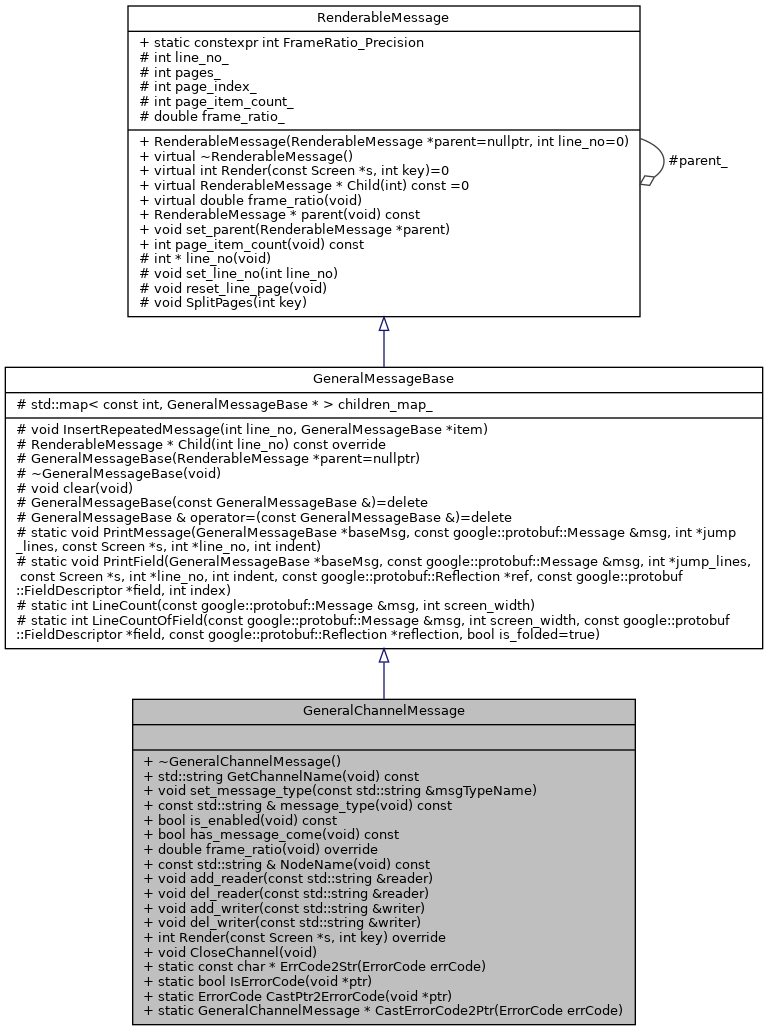 RenderableMessage
+ static constexpr int FrameRatio_Precision
# int line_no_
# int pages_
# int page_index_
# int page_item_count_
# double frame_ratio_
+ RenderableMessage(RenderableMessage *parent=nullptr, int line_no=0)
+ virtual ~RenderableMessage()
+ virtual int Render(const Screen *s, int key)=0
+ virtual RenderableMessage * Child(int) const =0
+ virtual double frame_ratio(void)
+ RenderableMessage * parent(void) const
+ void set_parent(RenderableMessage *parent)
+ int page_item_count(void) const
# int * line_no(void)
# void set_line_no(int line_no)
# void reset_line_page(void)
# void SplitPages(int key)
#parent_
GeneralMessageBase
# std::map< const int, GeneralMessageBase * > children_map_
# void InsertRepeatedMessage(int line_no, GeneralMessageBase *item)
# RenderableMessage * Child(int line_no) const override
# GeneralMessageBase(RenderableMessage *parent=nullptr)
# ~GeneralMessageBase(void)
# void clear(void)
# GeneralMessageBase(const GeneralMessageBase &)=delete
# GeneralMessageBase & operator=(const GeneralMessageBase &)=delete
# static void PrintMessage(GeneralMessageBase *baseMsg, const google::protobuf::Message &msg, int *jump
_lines, const Screen *s, int *line_no, int indent)
# static void PrintField(GeneralMessageBase *baseMsg, const google::protobuf::Message &msg, int *jump_lines,
const Screen *s, int *line_no, int indent, const google::protobuf::Reflection *ref, const google::protobuf
::FieldDescriptor *field, int index)
# static int LineCount(const google::protobuf::Message &msg, int screen_width)
# static int LineCountOfField(const google::protobuf::Message &msg, int screen_width, const google::protobuf
::FieldDescriptor *field, const google::protobuf::Reflection *reflection, bool is_folded=true)
GeneralChannelMessage
+ ~GeneralChannelMessage()
+ std::string GetChannelName(void) const
+ void set_message_type(const std::string &msgTypeName)
+ const std::string & message_type(void) const
+ bool is_enabled(void) const
+ bool has_message_come(void) const
+ double frame_ratio(void) override
+ const std::string & NodeName(void) const
+ void add_reader(const std::string &reader)
+ void del_reader(const std::string &reader)
+ void add_writer(const std::string &writer)
+ void del_writer(const std::string &writer)
+ int Render(const Screen *s, int key) override
+ void CloseChannel(void)
+ static const char * ErrCode2Str(ErrorCode errCode)
+ static bool IsErrorCode(void *ptr)
+ static ErrorCode CastPtr2ErrorCode(void *ptr)
+ static GeneralChannelMessage * CastErrorCode2Ptr(ErrorCode errCode)